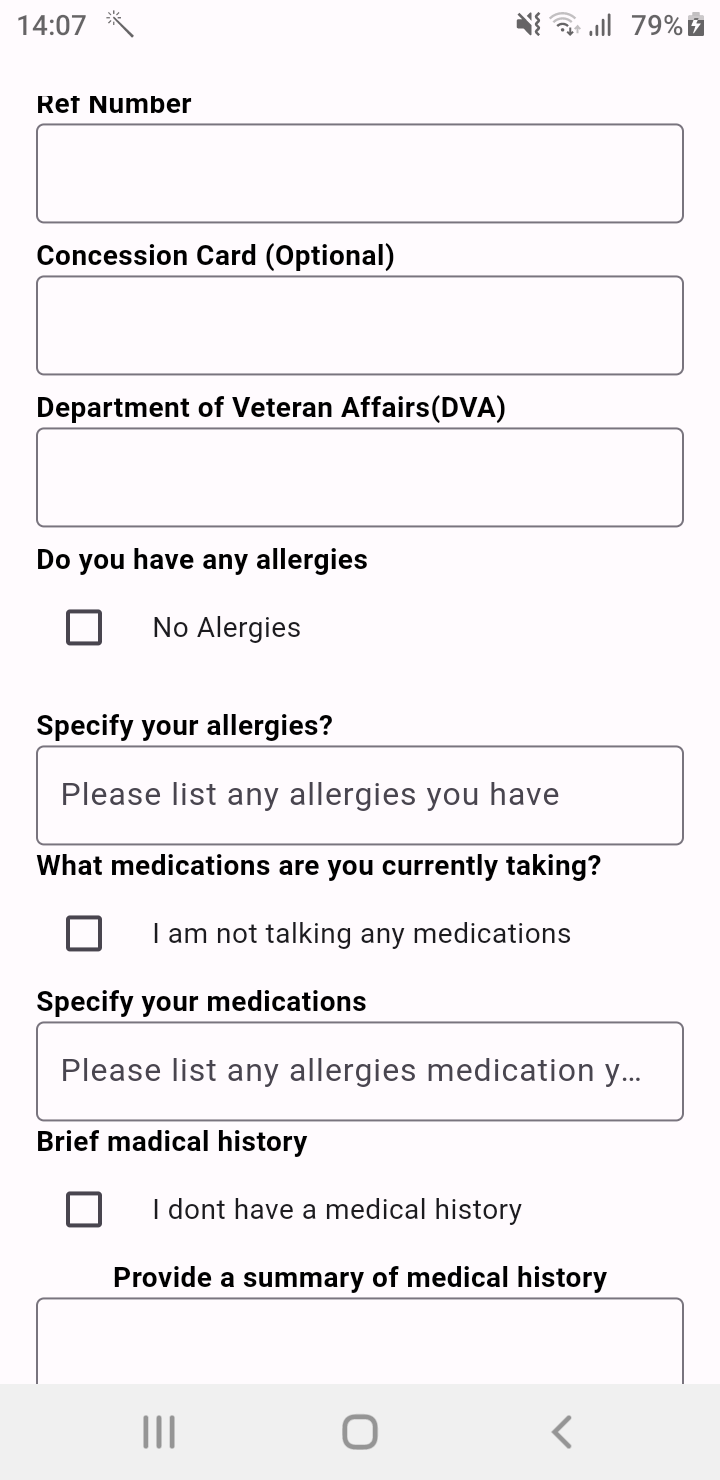 14:07
79%
Ref Number
Concession Card (Optional)
Department of Veteran Affairs(DVA)
Do you have any allergies
No Alergies
Specify your allergies?
Please list any allergies you have
What medications are you currently taking?
I am not talking any medications
Specify your medications
Please list any allergies medication y...
Brief madical history
I dont have a medical history
Provide a summary of medical history